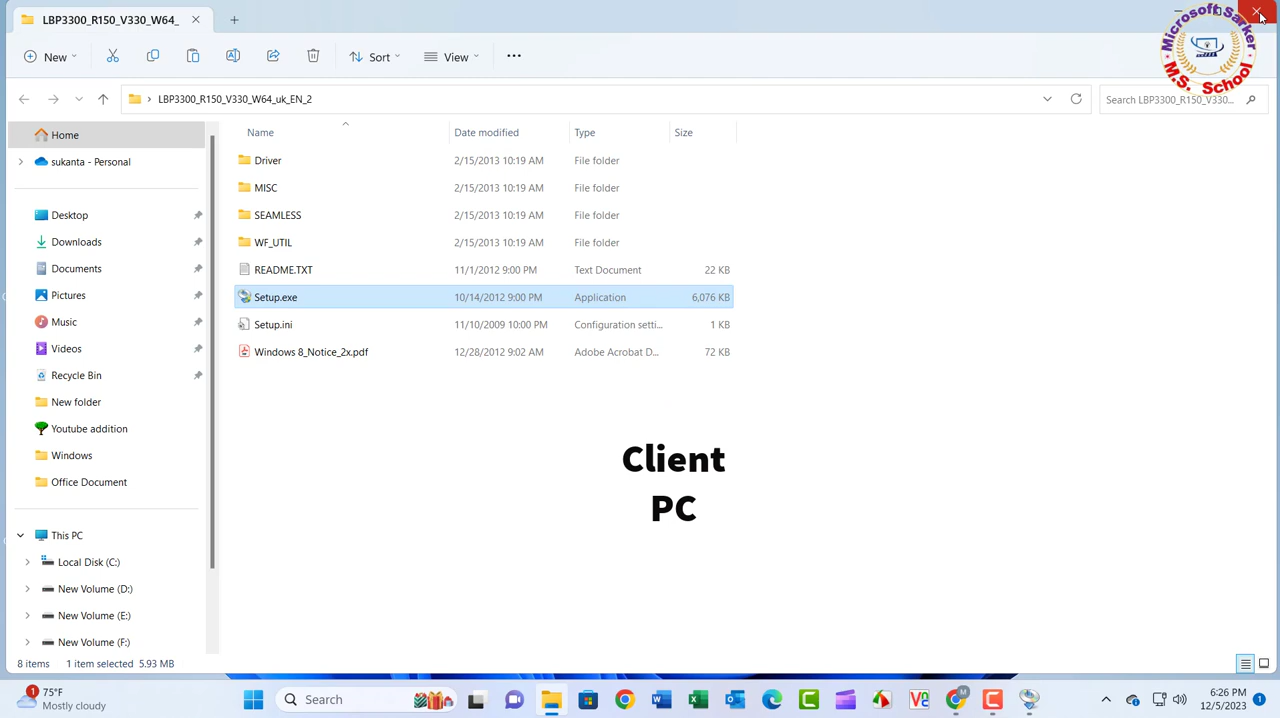 LBP3300_R150_V330_W64_
Microsoft Sarker
M.S. School
New
Sort
View
LBP3300_R150_V330_W64_uk_EN_2
Search LBP3300_R150_V330...
Home
sukanta - Personal
Desktop
Downloads
Documents
Pictures
Music
Videos
Recycle Bin
New folder
Youtube addition
Windows
Office Document
This PC
Local Disk (C:)
New Volume (D:)
New Volume (E:)
New Volume (F:)
Name Date modified Type Size
Driver 2/15/2013 10:19 AM File folder
MISC 2/15/2013 10:19 AM File folder
SEAMLESS 2/15/2013 10:19 AM File folder
WF_UTIL 2/15/2013 10:19 AM File folder
README.TXT 11/1/2012 9:00 PM Text Document 22 KB
Setup.exe 10/14/2012 9:00 PM Application 6,076 KB
Setup.ini 11/10/2009 10:00 PM Configuration setti... 1 KB
Windows 8_Notice_2x.pdf 12/28/2012 9:02 AM Adobe Acrobat D... 72 KB
Client
PC
8 items 1 item selected 5.93 MB
1
75°F
Mostly cloudy
Search
M
6:26 PM
12/5/2023
1